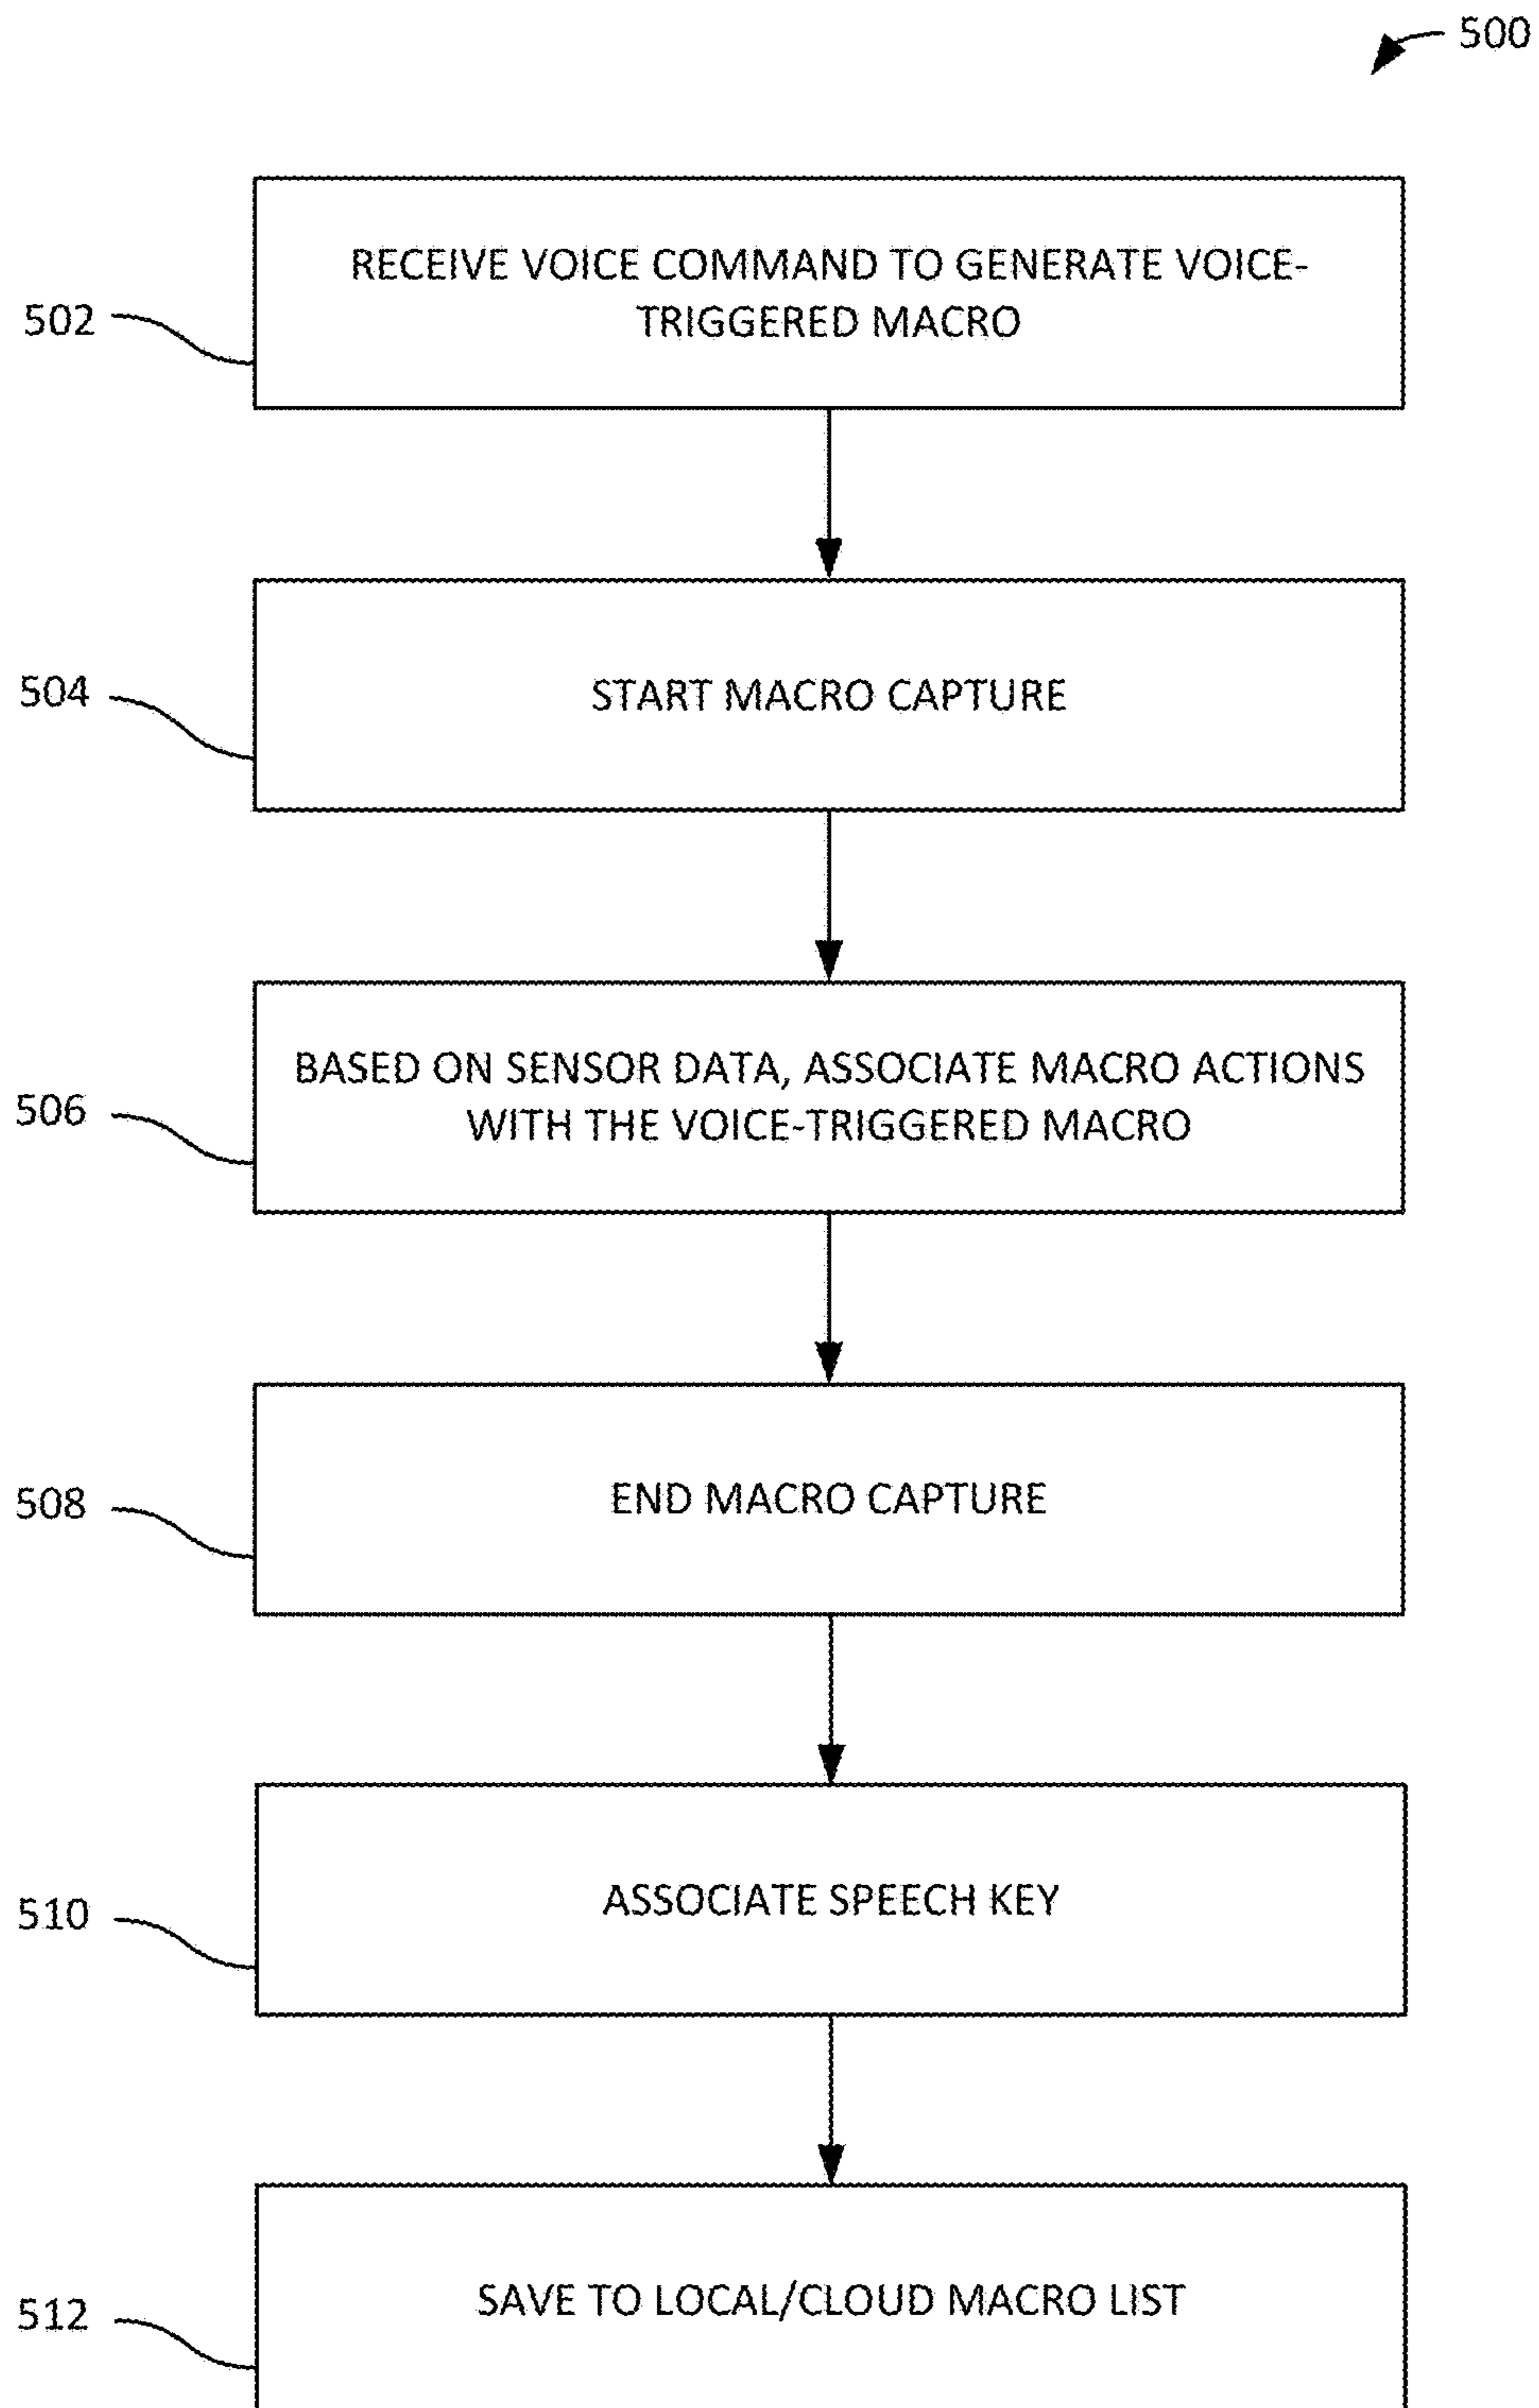 500
RECEIVE VOICE COMMAND TO GENERATE VOICE-
TRIGGERED MACRO
502
START MACRO CAPTURE
504
BASED ON SENSOR DATA, ASSOCIATE MACRO ACTIONS
WITH THE VOICE-TRIGGERED MACRO
506
END MACRO CAPTURE
508
ASSOCIATE SPEECH KEY
510
SAVE TO LOCAL/CLOUD MACRO LIST
512